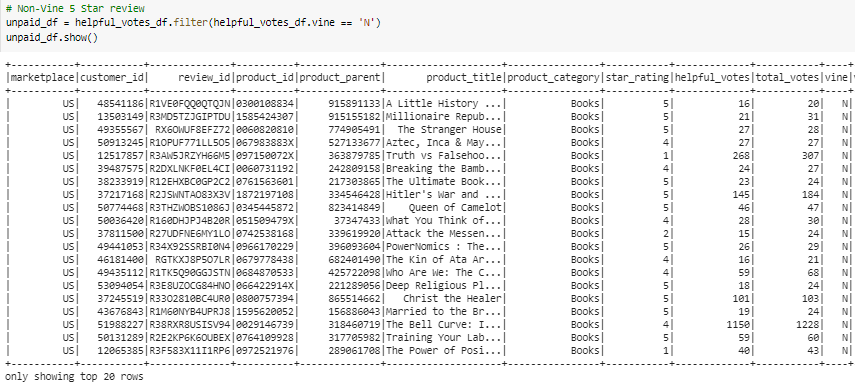 # Non-Vine 5 Star review
unpaid_df = helpful_votes_df.filter(helpful_votes_df.vine == 'N')
unpaid_df.show()
+-----------+-----------+--------------+----------+--------------+--------------------+----------------+-----------+-------------+-----------+----+
|marketplace|customer_id|     review_id|product_id|product_parent|       product_title|product_category|star_rating|helpful_votes|total_votes|vine|
+-----------+-----------+--------------+----------+--------------+--------------------+----------------+-----------+-------------+-----------+----+
|         US|   48541186|R1VE0FQQ0QTQJN|0300108834|     915891133|A Little History ...|           Books|          5|           16|         20|   N|
|         US|   13503149|R3MD5TZJGIPTDU|1585424307|     915155182|Millionaire Repub...|           Books|          5|           21|         31|   N|
|         US|   49355567| RX6OWUF8EFZ72|0060820810|     774905491|  The Stranger House|           Books|          5|           27|         28|   N|
|         US|   50913245|R1OPUF771LL5O5|067983883X|     527133677|Aztec, Inca & May...|           Books|          4|           27|         27|   N|
|         US|   12517857|R3AW5JRZYH66M5|097150072X|     363879785|Truth vs Falsehoo...|           Books|          1|          268|        307|   N|
|         US|   39487575|R2DXLNKF0EL4CI|0060731192|     242809158|Breaking the Bamb...|           Books|          4|           24|         27|   N|
|         US|   38233919|R12EHXBC0GP2C2|0761563601|     217303865|The Ultimate Book...|           Books|          5|           23|         24|   N|
|         US|   37217168|R2JSWNTAO83X3V|1872197108|     334546428|Hitler's War and ...|           Books|          5|          145|        184|   N|
|         US|   50774468|R3THZWOBS1086J|0345445872|     823414849|    Queen of Camelot|           Books|          5|           46|         47|   N|
|         US|   50036420|R160DHJPJ4B20R|051509479X|      37347433|What You Think of...|           Books|          4|           28|         30|   N|
|         US|   37811500|R27UDFNE6MY1LO|0742538168|     339619920|Attack the Messen...|           Books|          2|           15|         24|   N|
|         US|   49441053|R34X92SSRBI0N4|0966170229|     396093604|PowerNomics : The...|           Books|          5|           26|         29|   N|
|         US|   46181400| RGTKXJ8P5O7LR|0679778438|     682401490|The Kin of Ata Ar...|           Books|          4|           16|         21|   N|
|         US|   49435112|R1TK5Q90GGJSTN|0684870533|     425722098|Who Are We: The C...|           Books|          4|           59|         68|   N|
|         US|   53094054|R3E8UZOCG84HNO|066422914X|     221289056|Deep Religious Pl...|           Books|          5|           18|         24|   N|
|         US|   37245519|R33O2810BC4UR0|0800757394|     865514662|   Christ the Healer|           Books|          5|          101|        103|   N|
|         US|   43676843|R1M60NYB4UPRJ8|1595620052|     156886043|Married to the Br...|           Books|          5|           19|         24|   N|
|         US|   51988227|R38RXR8USISV94|0029146739|     318460719|The Bell Curve: I...|           Books|          4|         1150|       1228|   N|
|         US|   50131289|R2E2KP6K6OUBEX|0764109928|     317705982|Training Your Lab...|           Books|          5|           59|         60|   N|
|         US|   12065385|R3F583X11I1RP6|0972521976|     289061708|The Power of Posi...|           Books|          1|           40|         43|   N|
+-----------+-----------+--------------+----------+--------------+--------------------+----------------+-----------+-------------+-----------+----+
only showing top 20 rows